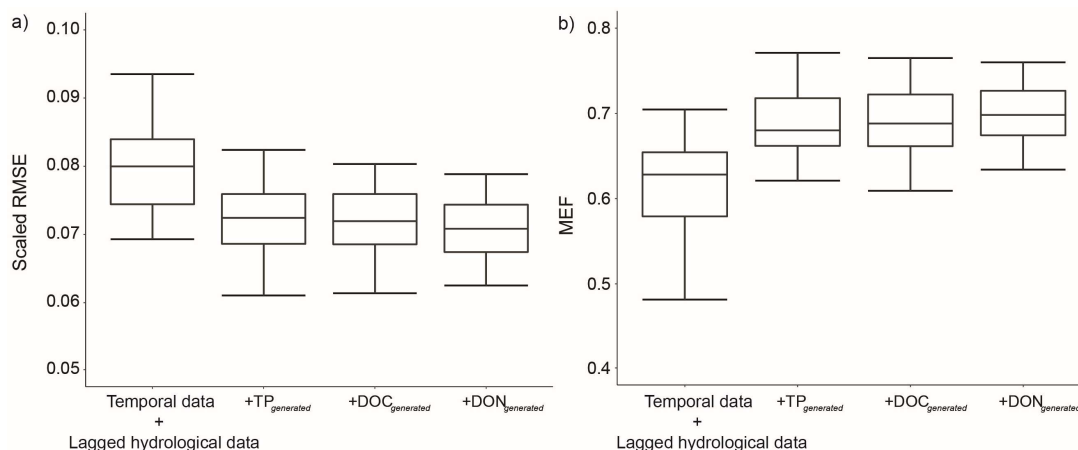 a)
0.10
0.09
0.08
0.07
0.06
0.05
Scaled RMSE
Temporal data
+
Lagged hydrological data
+TPgenerated
+DOCgenerated
+DONgenerated
b)
0.8
0.7
0.6
0.5
0.4
MEF
Temporal data
+
Lagged hydrological data
+TPgenerated
+DOCgenerated
+DONgenerated